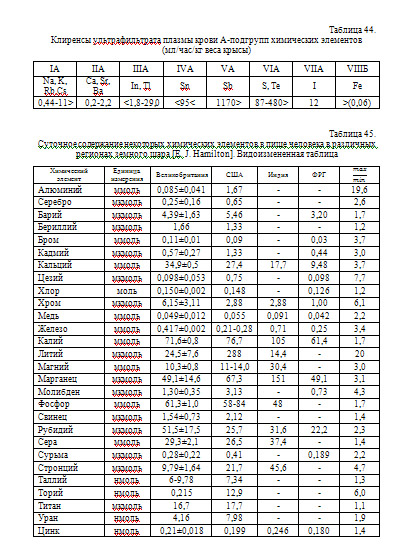 Таблица 44.
Клиренсы ультрафильтрата плазмы крови А-подгрупп химических элементов
(мл/час/кг веса крысы)
IA IIA IIIA IVA VA VIA VIIA VIIIБ
Na, K, Rb,Cs Ca, Sr, Ba In, Tl Sn Sb S, Te I Fe
0,44-11> 0,2-2,2 <1,8-29,0 <95< 1170> 87-480> 12 >(0,06)
Таблица 45.
Суточное содержание некоторых химических элементов в пище человека в различных
регионах земного шара [E. J. Hamilton]. Видоизмененная таблица
Химический элемент Единица измерения Великобритания США Индия ФРГ max min
Алюминий ммоль 0,085±0,041 1,67 - - 19,6
Серебро мкмоль 0,25±0,16 0,65 - - 2,6
Барий мкмоль 4,39±1,63 5,46 - 3,20 1,7
Бериллий мкмоль 1,66 1,33 - - 1,2
Бром ммоль 0,11±0,01 0,09 - 0,03 3,7
Кадмий мкмоль 0,57±0,27 1,33 - 0,44 3,0
Кальций ммоль 34,9±0,5 27,4 17,7 9,48 3,7
Цезий мкмоль 0,098±0,053 0,75 - 0,098 7,7
Хлор моль 0,150±0,002 0,148 - 0,126 1,2
Хром мкмоль 6,15±3,11 2,88 2,88 1,00 6,1
Медь ммоль 0,049±0,012 0,055 0,091 0,042 2,2
Железо ммоль 0,417±0,002 0,21-0,28 0,71 0,25 3,4
Калий ммоль 71,6±0,8 76,7 105 61,4 1,7
Литий мкмоль 24,5±7,6 288 14,4 - 20
Магний ммоль 10,3±0,8 11-14,0 30,4 - 3,0
Марганец мкмоль 49,1±14,6 67,3 151 49,1 3,1
Молибден мкмоль 1,30±0,35 3,13 - 0,73 4,3
Фосфор ммоль 61,3±1,0 58-84 48 - 1,7
Свинец мкмоль 1,54±0,73 2,12 - - 1,4
Рубидий мкмоль 51,5±17,5 25,7 31,6 22,2 2,3
Сера ммоль 29,3±2,1 26,5 37,4 - 1,4
Сурьма мкмоль 0,28±0,22 0,41 - 0,189 2,2
Стронций мкмоль 9,79±1,64 21,7 45,6 - 4,7
Таллий нмоль 6-9,78 7,34 - - 1,3
Торий нмоль 0,215 12,9 - - 6,0
Титан мкмоль 16,7 17,7 - - 1,1
Уран нмоль 4,16 7,98 - - 1,9
Цинк ммоль 0,21±0,018 0,199 0,246 0,180 1,4